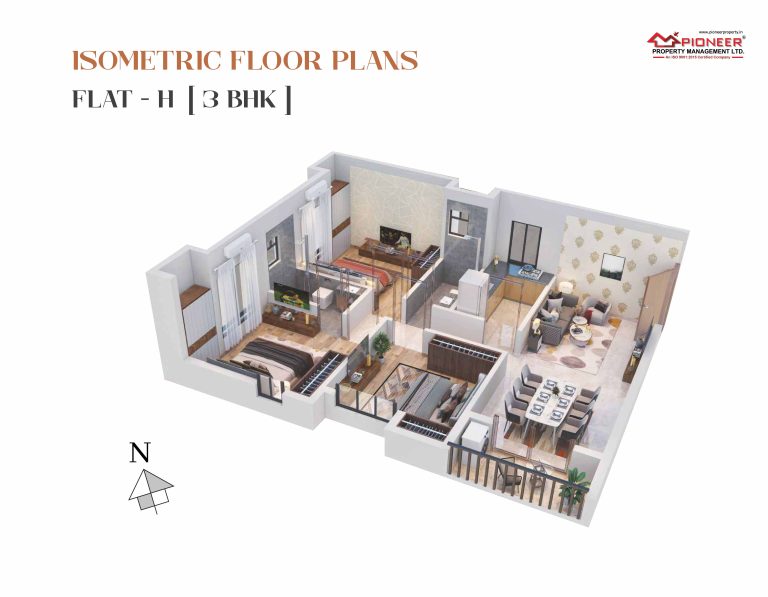 ISOMETRIC FLOOR PLANS
FLAT - H [ 3 BHK ]
www.pioneerproperty.in
PIONEER
PROPERTY MANAGEMENT LTD.
An ISO 9001:2015 Certified Company
N